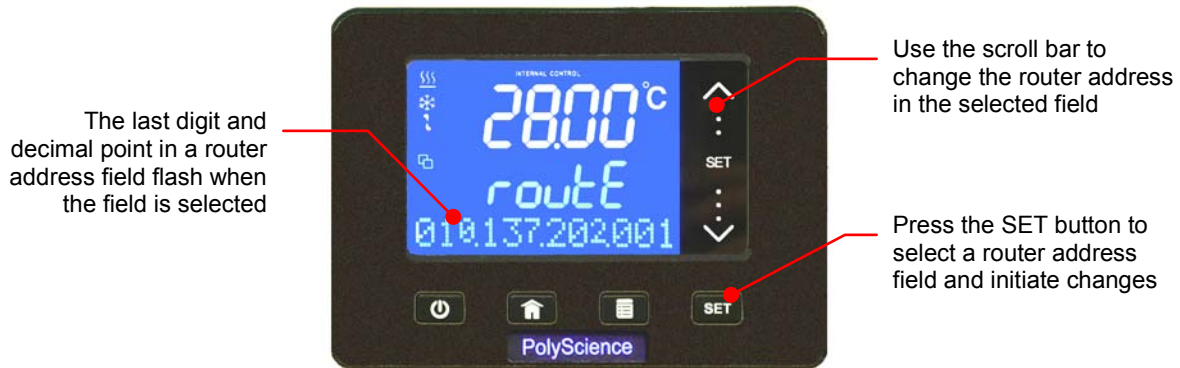 The last digit and
decimal point in a router
address field flash when
the field is selected
INTERNAL CONTROL
28.00°C
routE
010.137.202.001
SET
SET
PolyScience
Use the scroll bar to
change the router address
in the selected field
Press the SET button to
select a router address
field and initiate changes